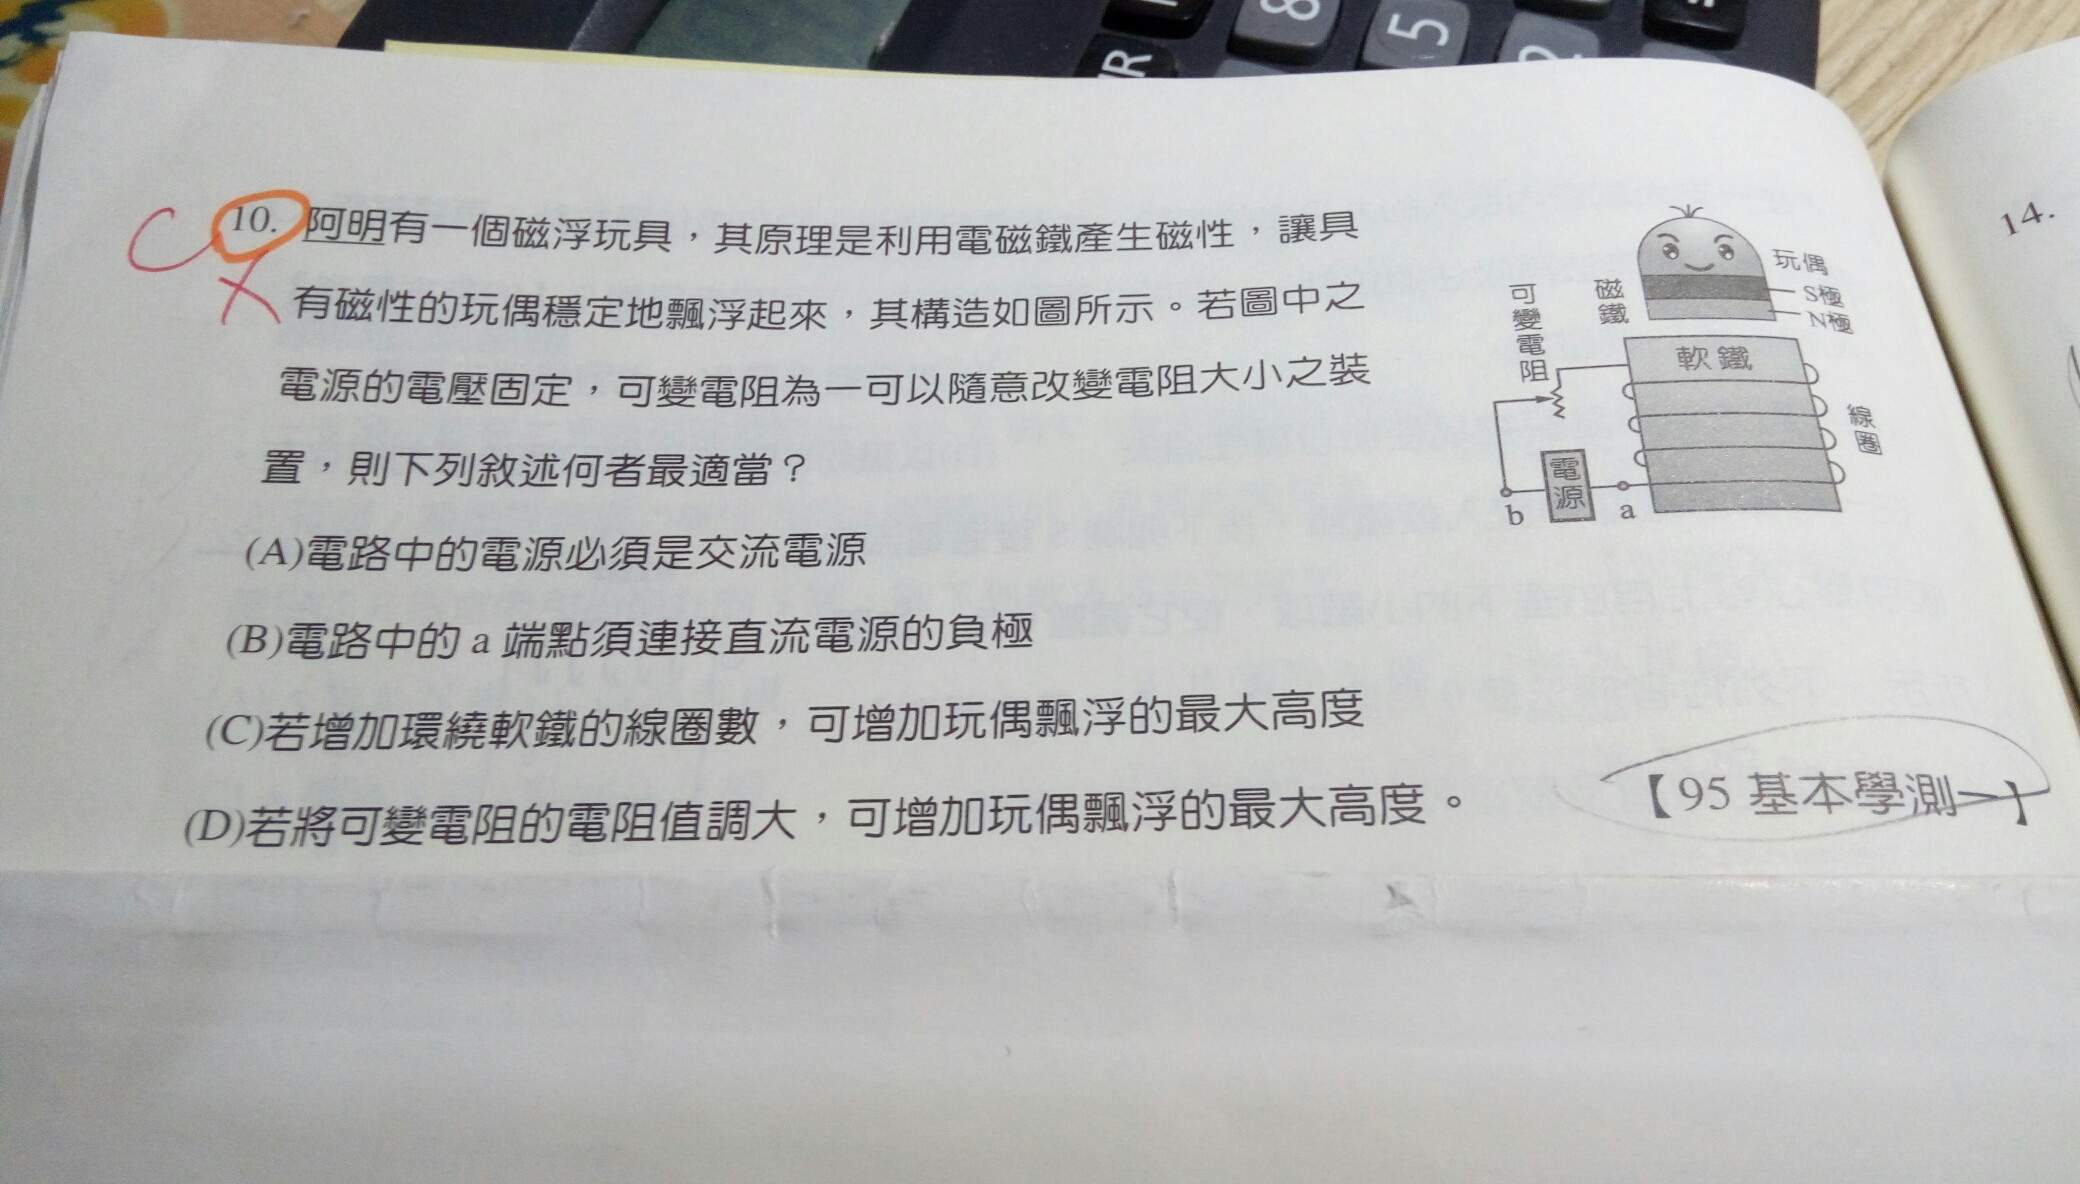 8
5
R
14.
C
10. 阿明有一個磁浮玩具，其原理是利用電磁鐵產生磁性，讓具
有磁性的玩偶穩定地飄浮起來，其構造如圖所示。若圖中之
電源的電壓固定，可變電阻為一可以隨意改變電阻大小之裝
置，則下列敘述何者最適當？
(A)電路中的電源必須是交流電源
(B)電路中的 a 端點須連接直流電源的負極
(C)若增加環繞軟鐵的線圈數，可增加玩偶飄浮的最大高度
(D)若將可變電阻的電阻值調大，可增加玩偶飄浮的最大高度。
【95 基本學測一】
玩偶
S極
N極
磁鐵
可變電阻
軟鐵
線圈
電源
b
a